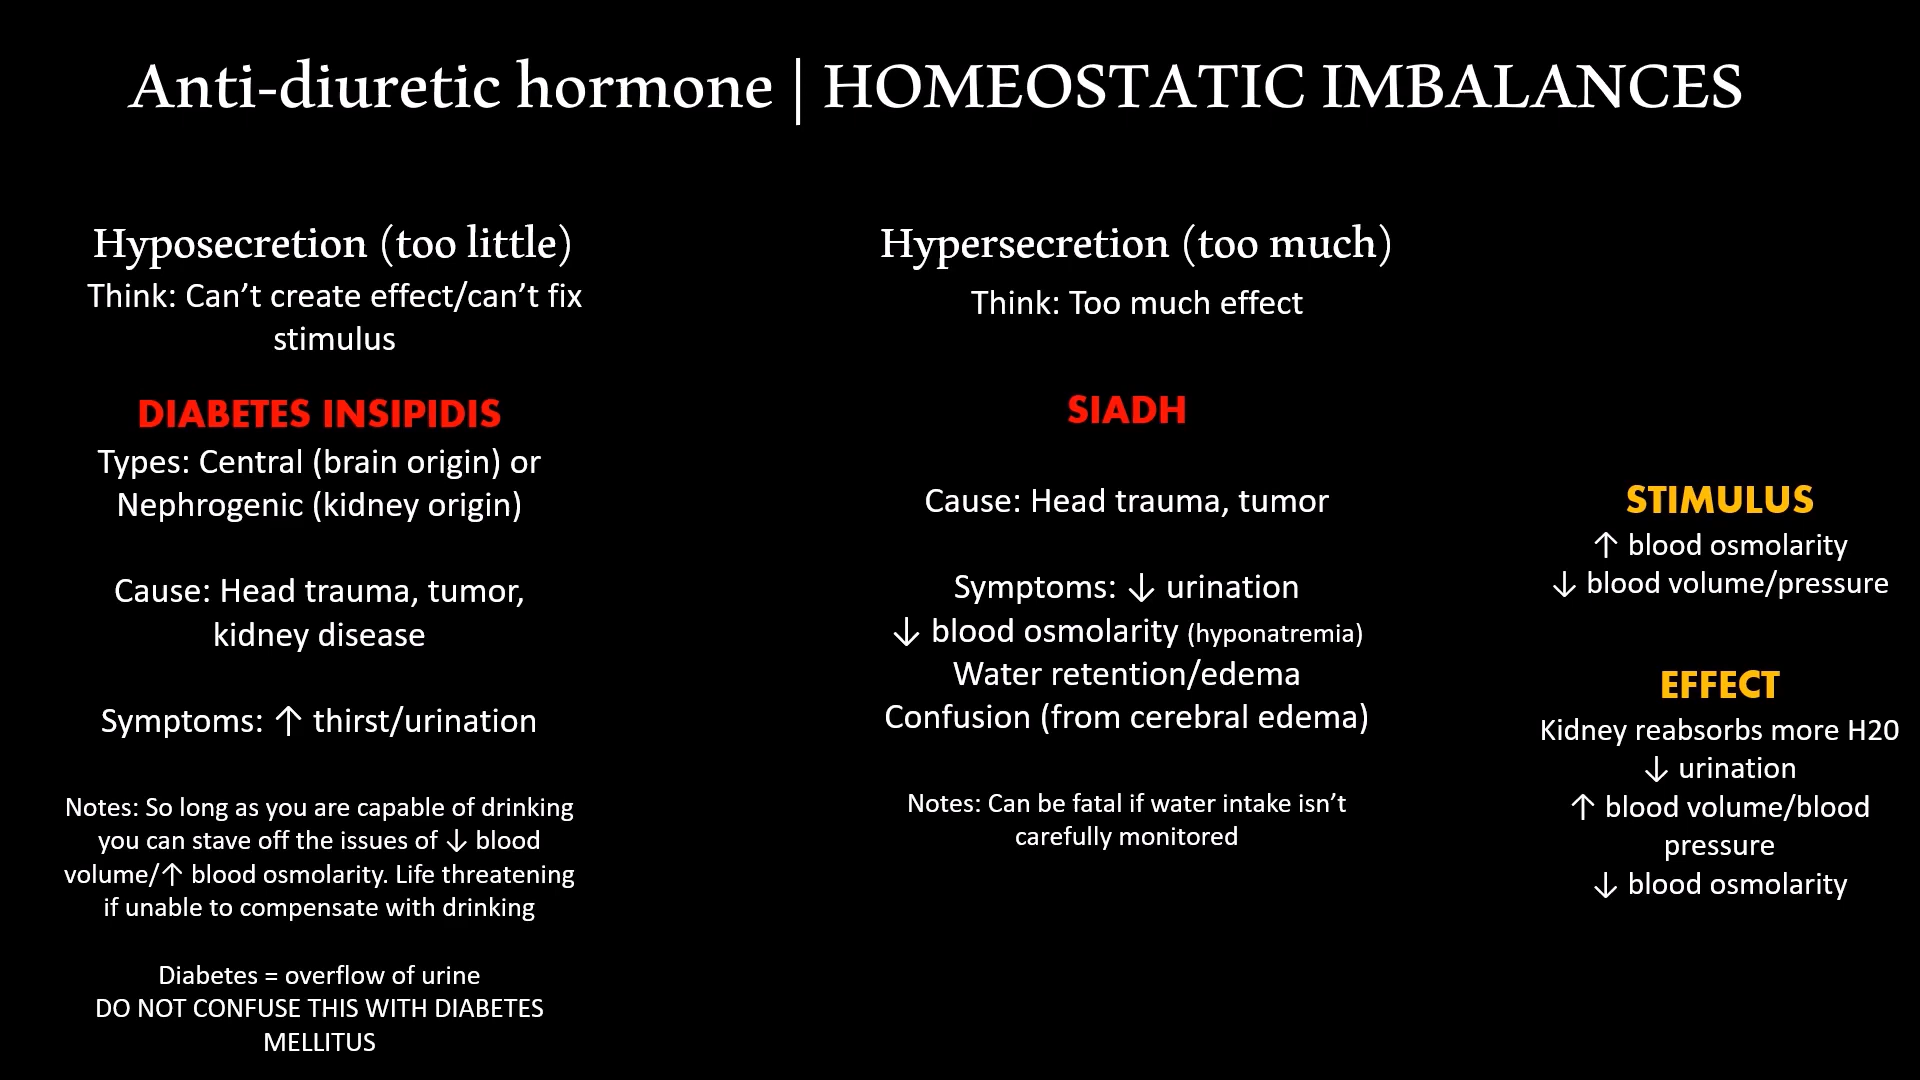 Anti-diuretic hormone | HOMEOSTATIC IMBALANCES
Hyposecretion (too little)
Think: Can’t create effect/can’t fix
stimulus
DIABETES INSIPIDIS
Types: Central (brain origin) or
Nephrogenic (kidney origin)
Cause: Head trauma, tumor,
kidney disease
Symptoms: ↑ thirst/urination
Notes: So long as you are capable of drinking
you can stave off the issues of ↓ blood
volume/↑ blood osmolarity. Life threatening
if unable to compensate with drinking
Diabetes = overflow of urine
DO NOT CONFUSE THIS WITH DIABETES
MELLITUS
Hypersecretion (too much)
Think: Too much effect
SIADH
Cause: Head trauma, tumor
Symptoms: ↓ urination
↓ blood osmolarity (hyponatremia)
Water retention/edema
Confusion (from cerebral edema)
Notes: Can be fatal if water intake isn’t
carefully monitored
STIMULUS
↑ blood osmolarity
↓ blood volume/pressure
EFFECT
Kidney reabsorbs more H20
↓ urination
↑ blood volume/blood
pressure
↓ blood osmolarity